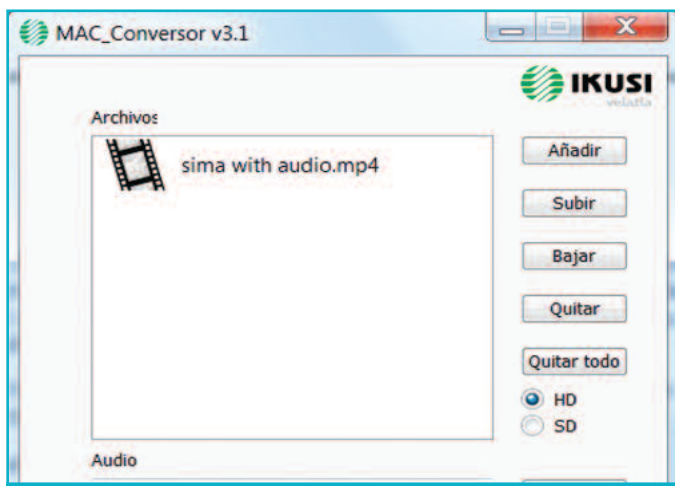 MAC_Conversor v3.1
IKUSI
velatia
Archivos
sima with audio.mp4
Añadir
Subir
Bajar
Quitar
Quitar todo
HD
SD
Audio